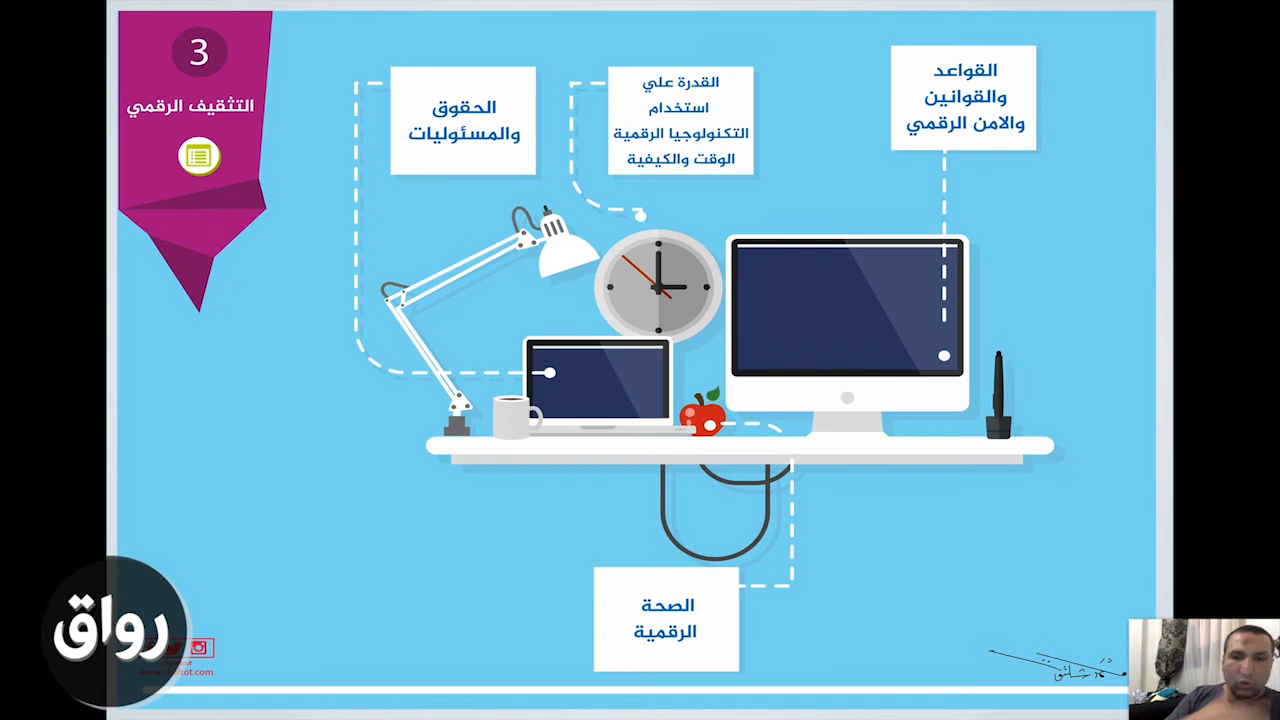 3
التثقيف الرقمي
القواعد
والقوانين
والامن الرقمي
القدرة علي
استخدام
التكنولوجيا الرقمية
الوقت والكيفية
الحقوق
والمسئوليات
الصحة
الرقمية
رواق